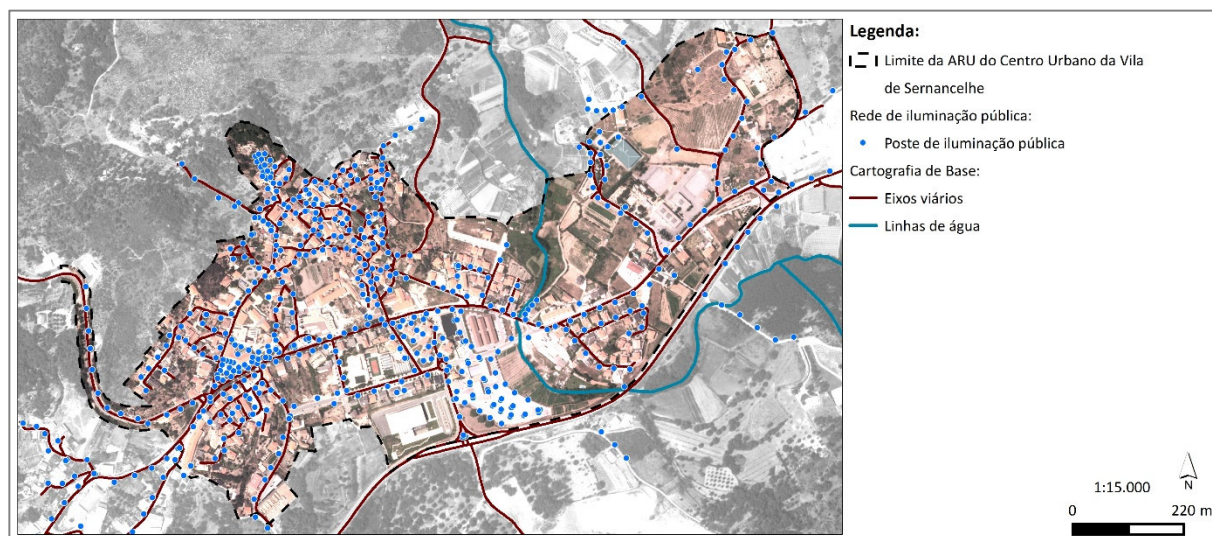 Legenda:
Limite da ARU do Centro Urbano da Vila
de Sernancelhe
Rede de iluminação pública:
Poste de iluminação pública
Cartografia de Base:
Eixos viários
Linhas de água
1:15.000
N
0 220 m